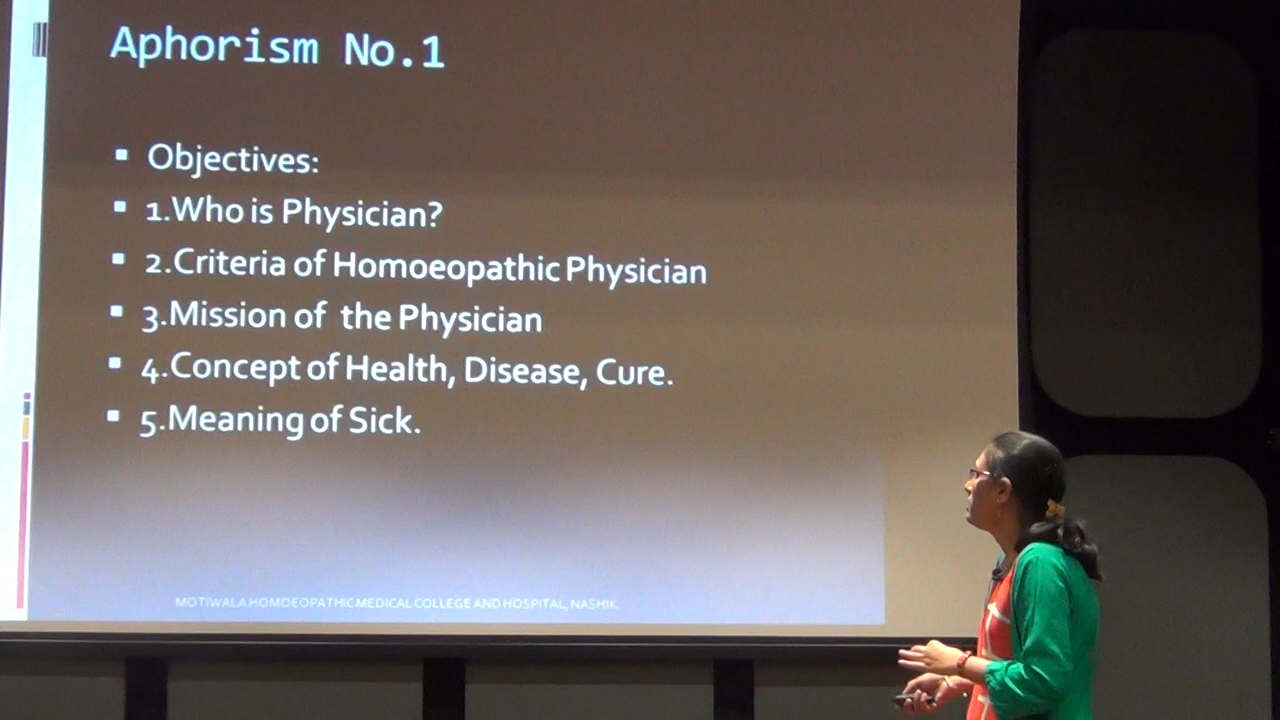 Aphorism No.1
Objectives:
1.Who is Physician?
2.Criteria of Homoeopathic Physician
3.Mission of the Physician
4.Concept of Health, Disease, Cure.
5.Meaning of Sick.
MOTIWALA HOMOEOPATHIC MEDICAL COLLEGE AND HOSPITAL, NASHIK.